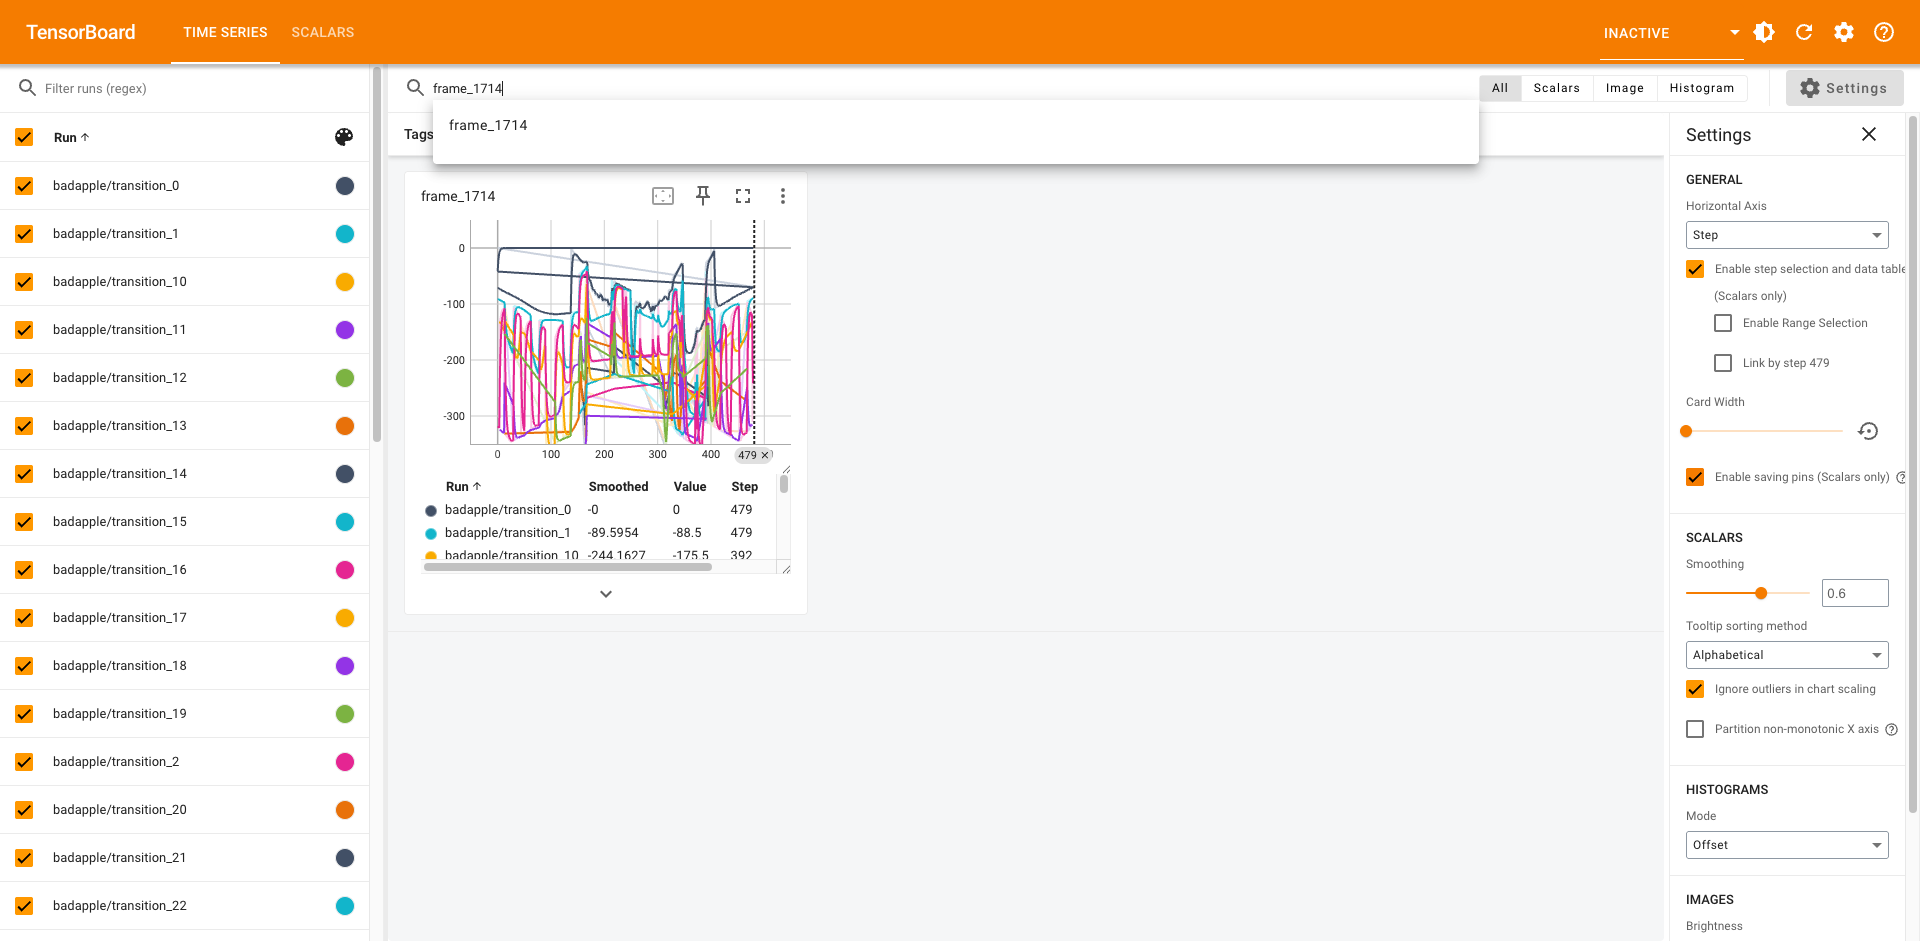 TensorBoard
TIME SERIES
SCALARS
INACTIVE
Filter runs (regex)
frame_1714
All
Scalars
Image
Histogram
Settings
frame_1714
Run
Tags
Settings
badapple/transition_0
badapple/transition_1
badapple/transition_10
badapple/transition_11
badapple/transition_12
badapple/transition_13
badapple/transition_14
badapple/transition_15
badapple/transition_16
badapple/transition_17
badapple/transition_18
badapple/transition_19
badapple/transition_2
badapple/transition_20
badapple/transition_21
badapple/transition_22
frame_1714
0
-100
-200
-300
0 100 200 300 400 479
Run Smoothed Value Step
badapple/transition_0 -0 0 479
badapple/transition_1 -89.5954 -88.5 479
badapple/transition_10 -244.1627 -175.5 392
GENERAL
Horizontal Axis
Step
Enable step selection and data table
(Scalars only)
Enable Range Selection
Link by step 479
Card Width
Enable saving pins (Scalars only)
SCALARS
Smoothing
0.6
Tooltip sorting method
Alphabetical
Ignore outliers in chart scaling
Partition non-monotonic X axis
HISTOGRAMS
Mode
Offset
IMAGES
Brightness